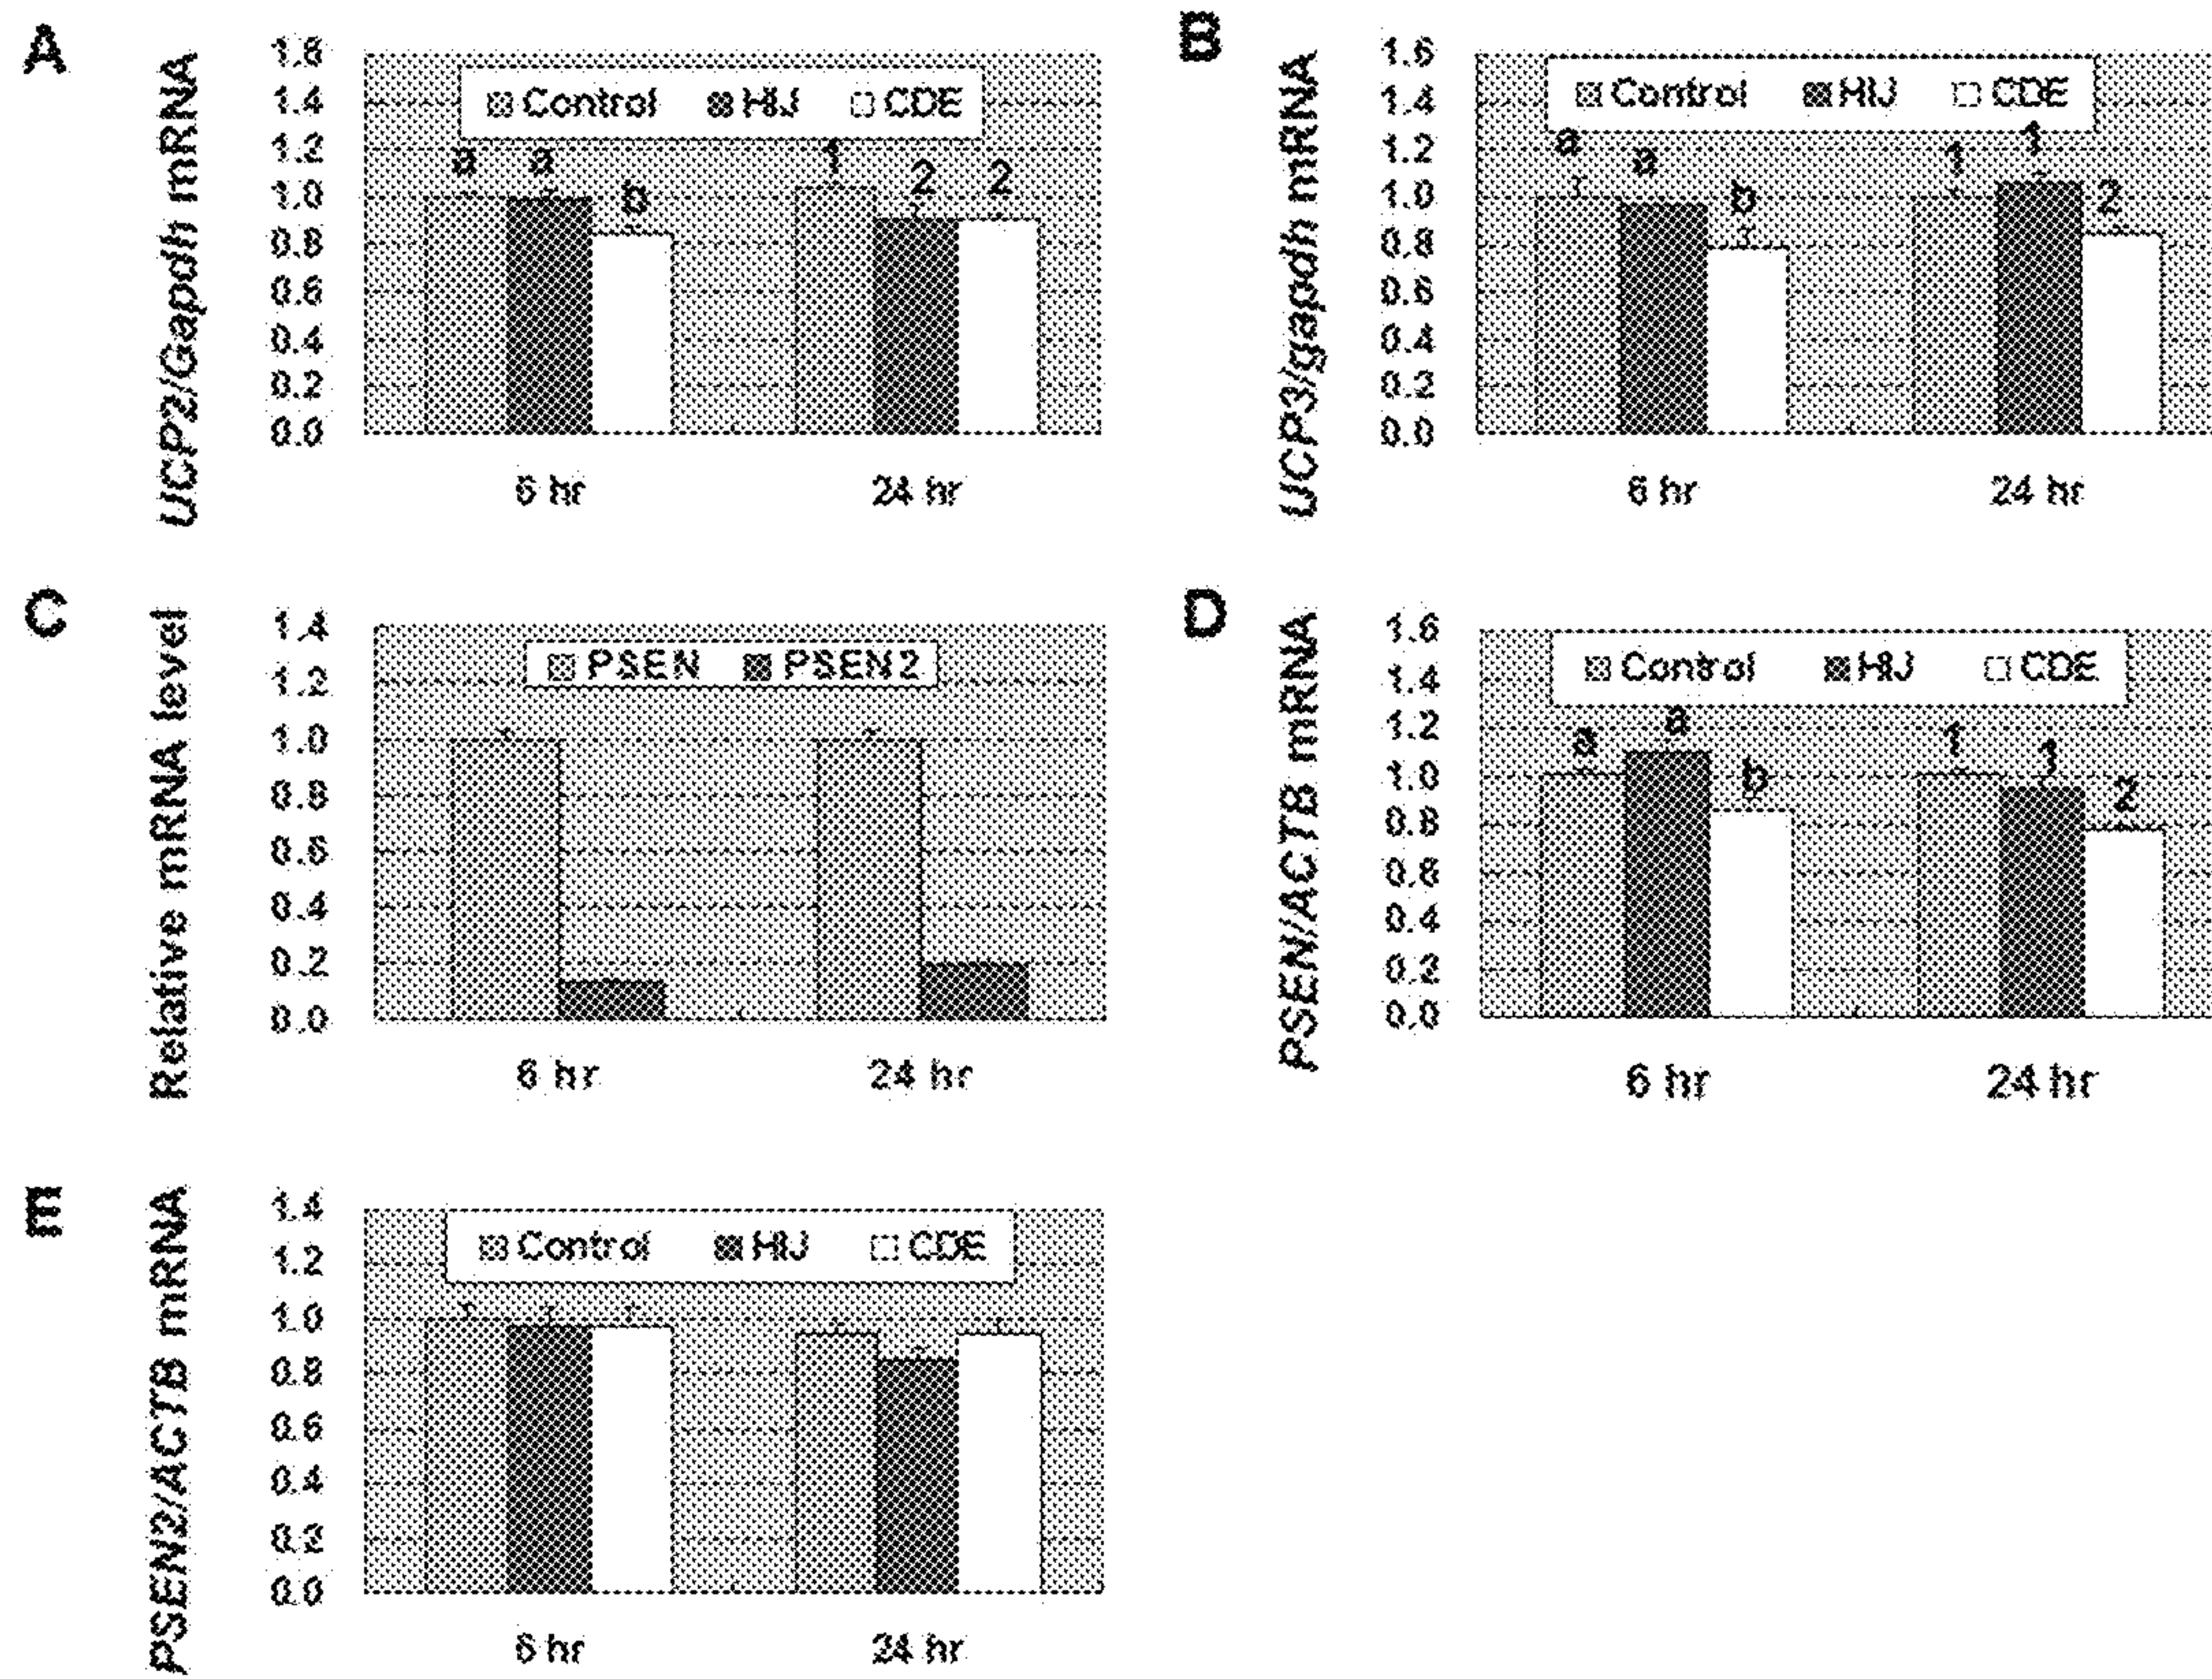 A
UCP2/Gapdh mRNA
1.6
1.4
1.2
1.0
0.8
0.6
0.4
0.2
0.0
Control HIJ CDE
a a b 1 2 2
6 hr 24 hr
B
UCP3/gapdh mRNA
1.6
1.4
1.2
1.0
0.8
0.6
0.4
0.2
0.0
Control HIJ CDE
a a b 1 1 2
6 hr 24 hr
C
Relative mRNA level
1.4
1.2
1.0
0.8
0.6
0.4
0.2
0.0
PSEN PSEN2
6 hr 24 hr
D
PSEN/ACTB mRNA
1.6
1.4
1.2
1.0
0.8
0.6
0.4
0.2
0.0
Control HIJ CDE
a a b 1 1 2
6 hr 24 hr
E
PSEN2/ACTB mRNA
1.4
1.2
1.0
0.8
0.6
0.4
0.2
0.0
Control HIJ CDE
6 hr 24 hr